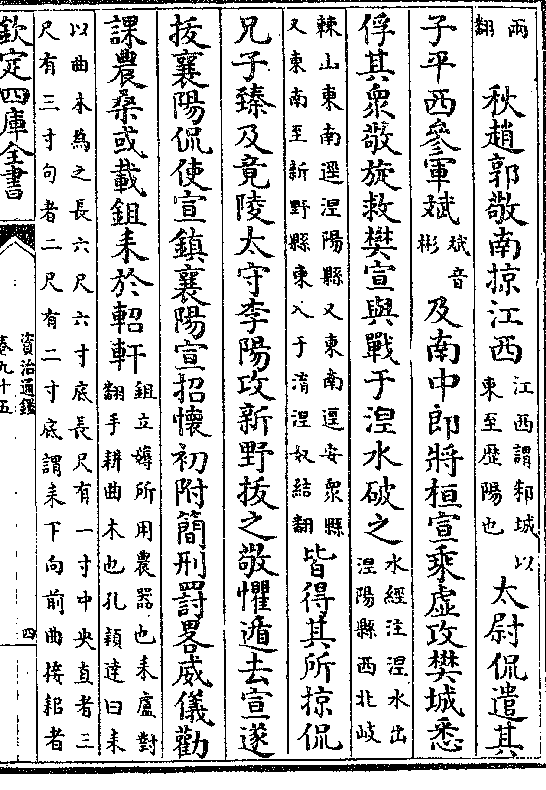 兩翻　秋趙郭敬南掠江西江西謂邾城以東至歴陽也太尉侃遣其
子平西參軍斌斌音彬及南中郎將桓宣乘虚攻樊城悉
俘其衆敬旋救樊宣與戰于涅水破之水經注涅水出涅陽縣西北岐
棘山東南逕涅陽縣又東南逕安衆縣又東南至新野縣東入于淯涅奴結翻皆得其所掠侃
兄子臻及竟陵太守李陽攻新野拔之敬懼遁去宣遂
拔襄陽侃使宣鎮襄陽宣招懷初附簡刑罸畧威儀勸
課農桑或載鉏耒於軺軒鉏立薅所用農器也耒盧對翻手耕曲木也孔穎達曰耒
以曲木為之長六尺六寸底長尺有一寸中央直者三尺有三寸句者二尺有二寸底謂耒下向前曲接耜者
欽定四庫全書
資治通鑑
卷九十五
四